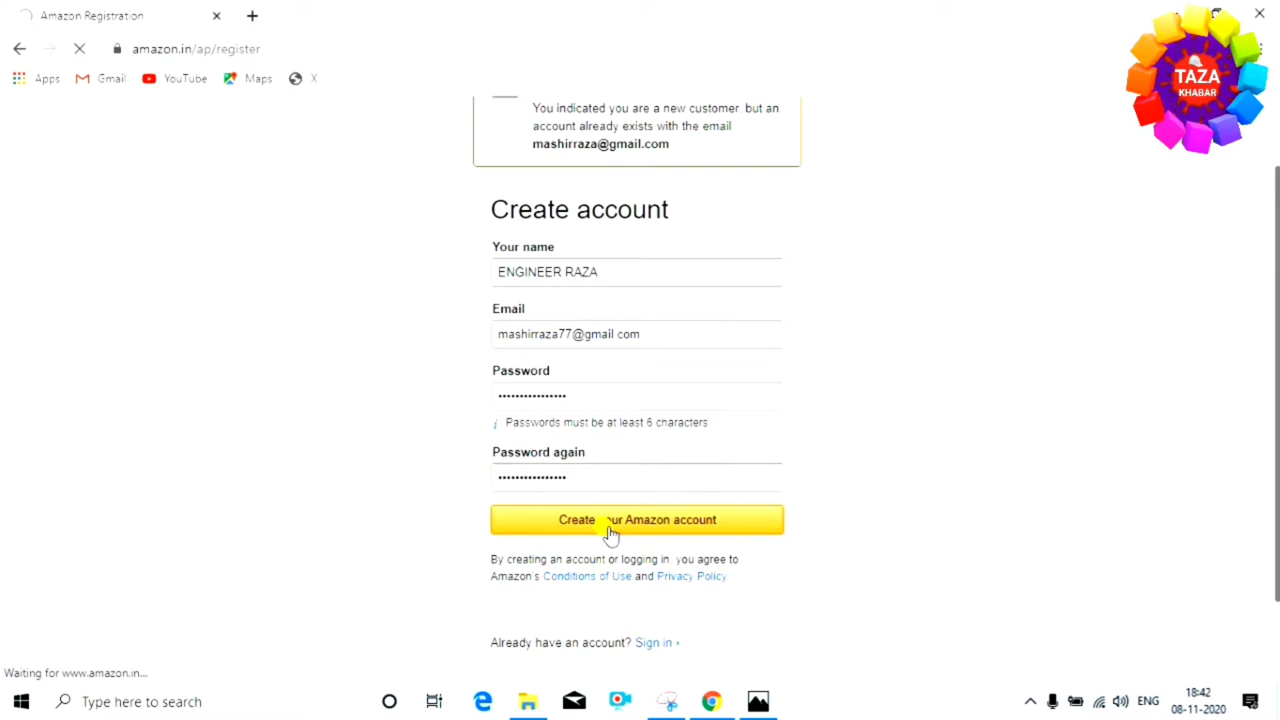 Amazon Registration
amazon.in/ap/register
Apps Gmail YouTube Maps X
TAZA
KHABAR
You indicated you are a new customer, but an
account already exists with the email
mashirraza@gmail.com
Create account
Your name
ENGINEER RAZA
Email
mashirraza77@gmail.com
Password
••••••••••••••••
i Passwords must be at least 6 characters
Password again
••••••••••••••••
Create your Amazon account
By creating an account or logging in you agree to
Amazon's Conditions of Use and Privacy Policy
Already have an account? Sign in
Waiting for www.amazon.in...
Type here to search
ENG
18:42
08-11-2020